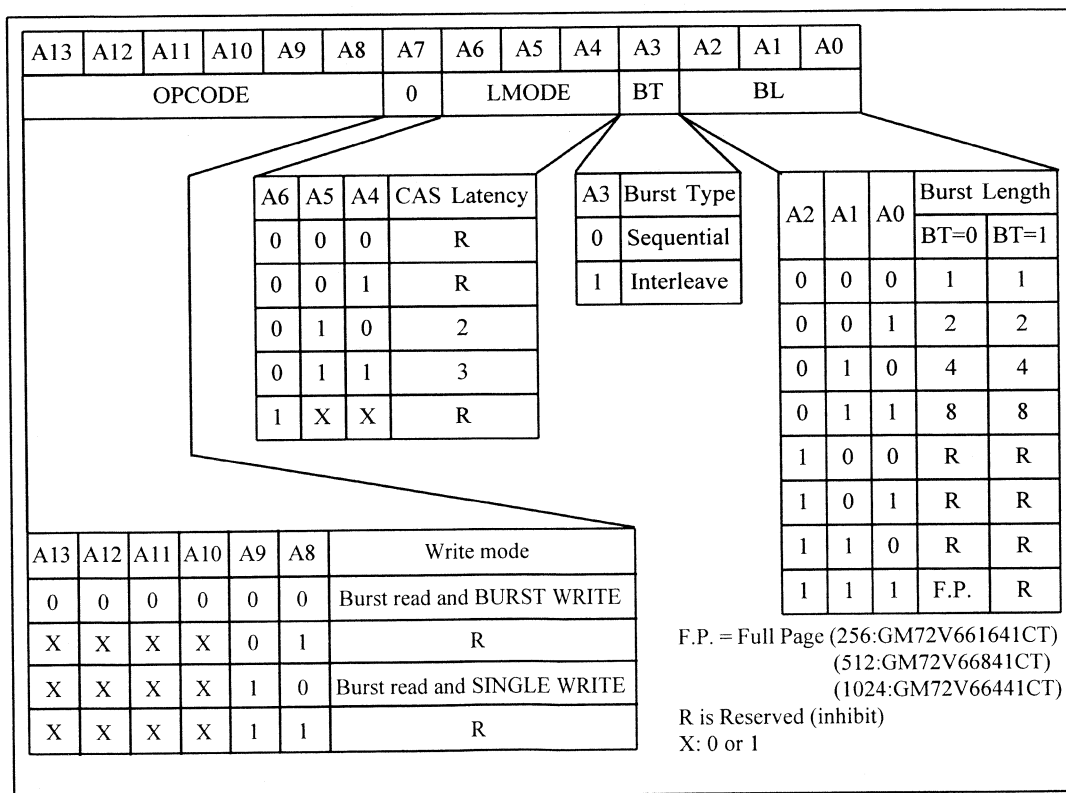 A13 A12 A11 A10 A9 A8 A7 A6 A5 A4 A3 A2 A1 A0
OPCODE 0 LMODE BT BL
A6 A5 A4 CAS Latency
0 0 0 R
0 0 1 R
0 1 0 2
0 1 1 3
1 X X R
A3 Burst Type
0 Sequential
1 Interleave
A2 A1 A0 Burst Length
BT=0 BT=1
0 0 0 1 1
0 0 1 2 2
0 1 0 4 4
0 1 1 8 8
1 0 0 R R
1 0 1 R R
1 1 0 R R
1 1 1 F.P. R
A13 A12 A11 A10 A9 A8 Write mode
0 0 0 0 0 0 Burst read and BURST WRITE
X X X X 0 1 R
X X X X 1 0 Burst read and SINGLE WRITE
X X X X 1 1 R
F.P. = Full Page (256:GM72V661641CT)
(512:GM72V66841CT)
(1024:GM72V66441CT)
R is Reserved (inhibit)
X: 0 or 1